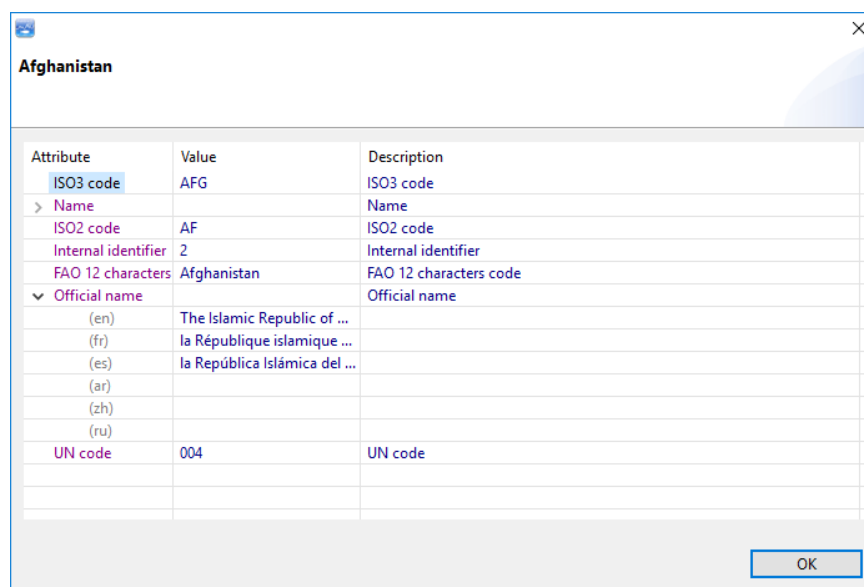 Afghanistan
Attribute Value Description
ISO3 code AFG ISO3 code
Name Name
ISO2 code AF ISO2 code
Internal identifier 2 Internal identifier
FAO 12 characters Afghanistan FAO 12 characters code
Official name Official name
(en) The Islamic Republic of ...
(fr) la République islamique ...
(es) la República Islámica del ...
(ar)
(zh)
(ru)
UN code 004 UN code
OK